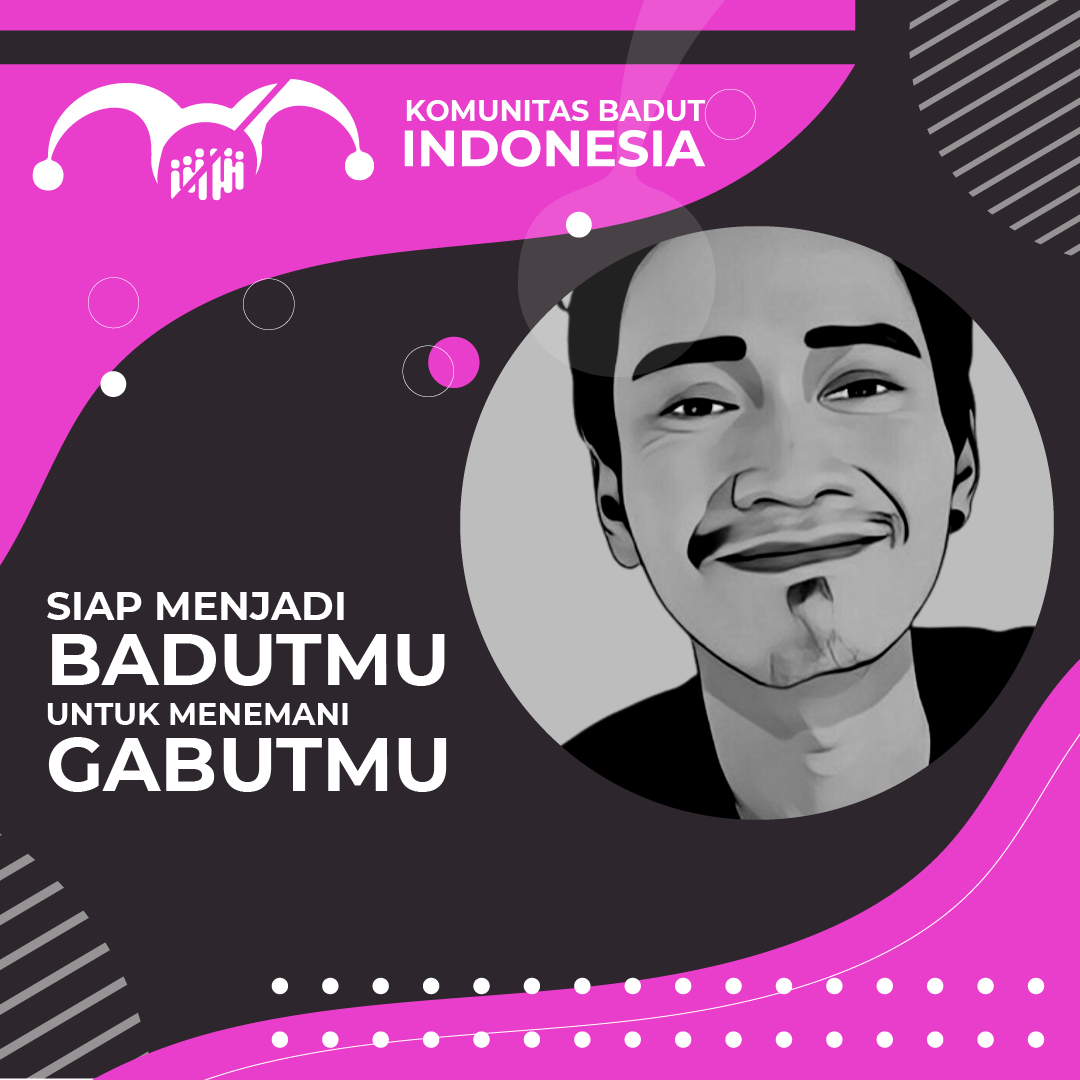 KOMUNITAS BADUT
INDONESIA
SIAP MENJADI
BADUTMU
UNTUK MENEMANI
GABUTMU